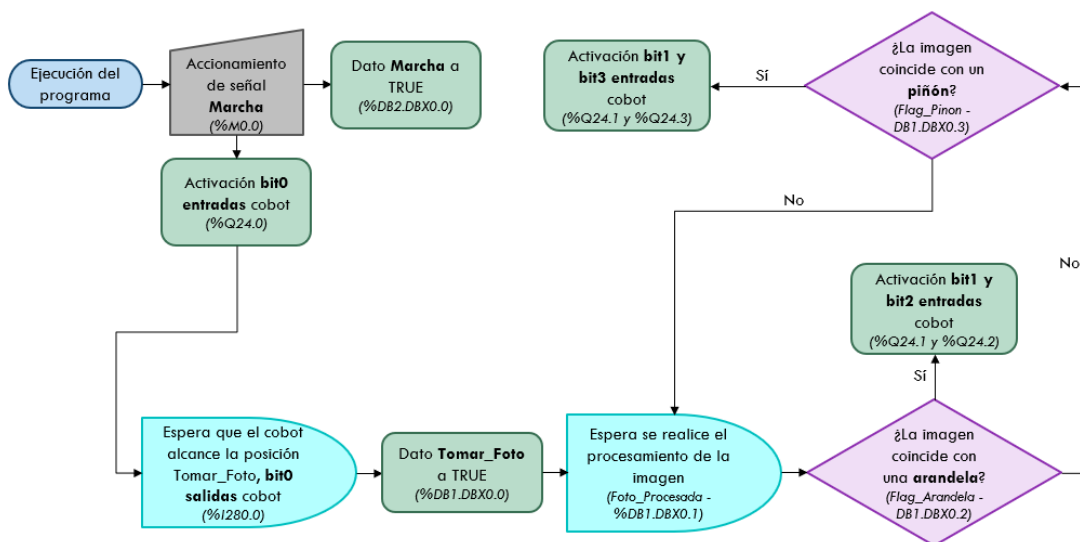 Ejecución del
programa
Accionamiento
de señal
Marcha
(%M0.0)
Dato Marcha a
TRUE
(%DB2.DBX0.0)
Activación bit1 y
bit3 entradas
cobot
(%Q24.1 y %Q24.3)
Sí
¿La imagen
coincide con un
piñón?
(Flag_Pinon -
DB1.DBX0.3)
Activación bit0
entradas cobot
(%Q24.0)
No
No
Activación bit1 y
bit2 entradas
cobot
(%Q24.1 y %Q24.2)
Sí
Espera que el cobot
alcance la posición
Tomar_Foto, bit0
salidas cobot
(%I280.0)
Dato Tomar_Foto
a TRUE
(%DB1.DBX0.0)
Espera se realice el
procesamiento de la
imagen
(Foto_Procesada -
%DB1.DBX0.1)
¿La imagen
coincide con
una arandela?
(Flag_Arandela -
DB1.DBX0.2)